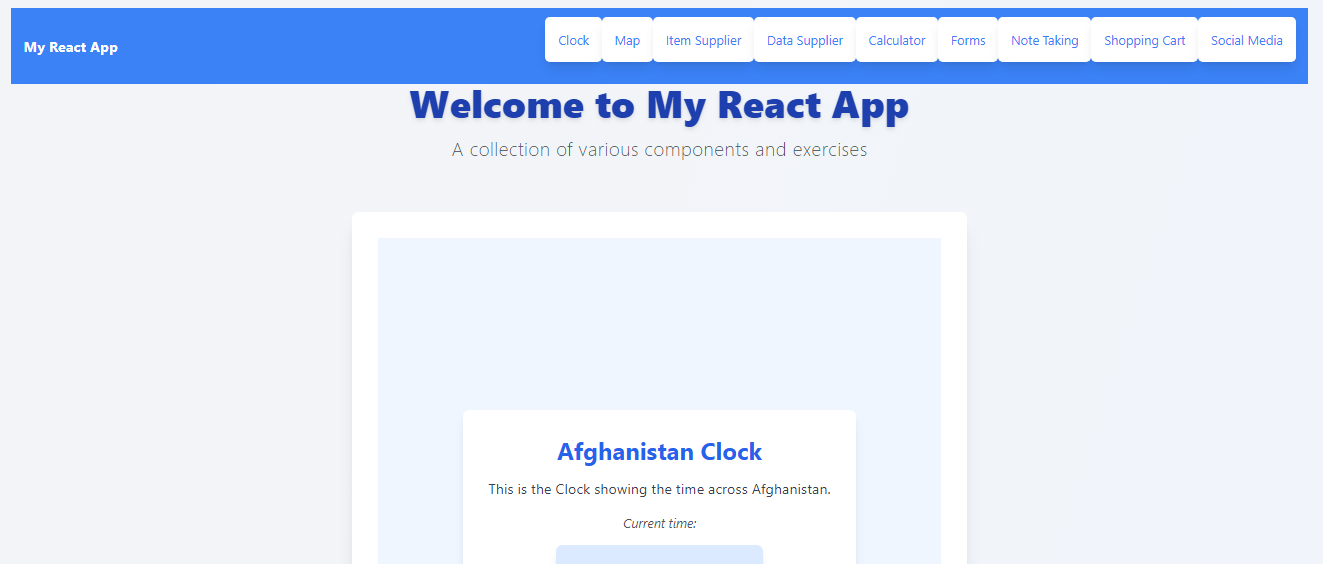 My React App
Clock Map Item Supplier Data Supplier Calculator Forms Note Taking Shopping Cart Social Media
Welcome to My React App
A collection of various components and exercises
Afghanistan Clock
This is the Clock showing the time across Afghanistan.
Current time: